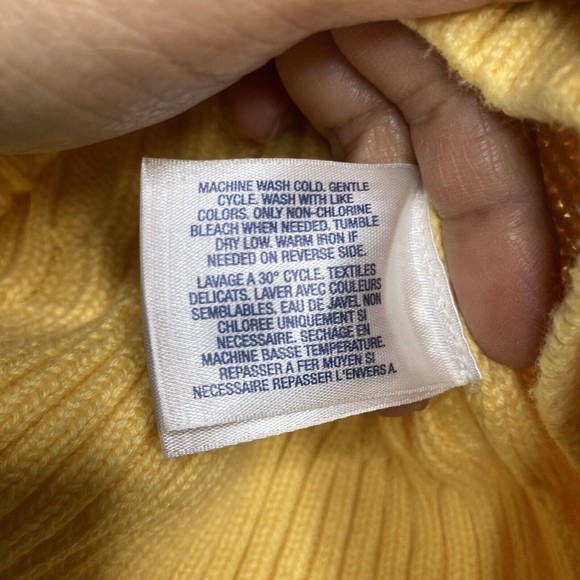 MACHINE WASH COLD. GENTLE
CYCLE. WASH WITH LIKE
COLORS. ONLY NON-CHLORINE
BLEACH WHEN NEEDED. TUMBLE
DRY LOW. WARM IRON IF
NEEDED ON REVERSE SIDE.
LAVAGE A 30° CYCLE. TEXTILES
DELICATS. LAVER AVEC COULEURS
SEMBLABLES. EAU DE JAVEL NON
CHLOREE UNIQUEMENT SI
NECESSAIRE. SECHAGE EN
MACHINE BASSE TEMPERATURE.
REPASSER A FER MOYEN SI
NECESSAIRE REPASSER L'ENVERS A.